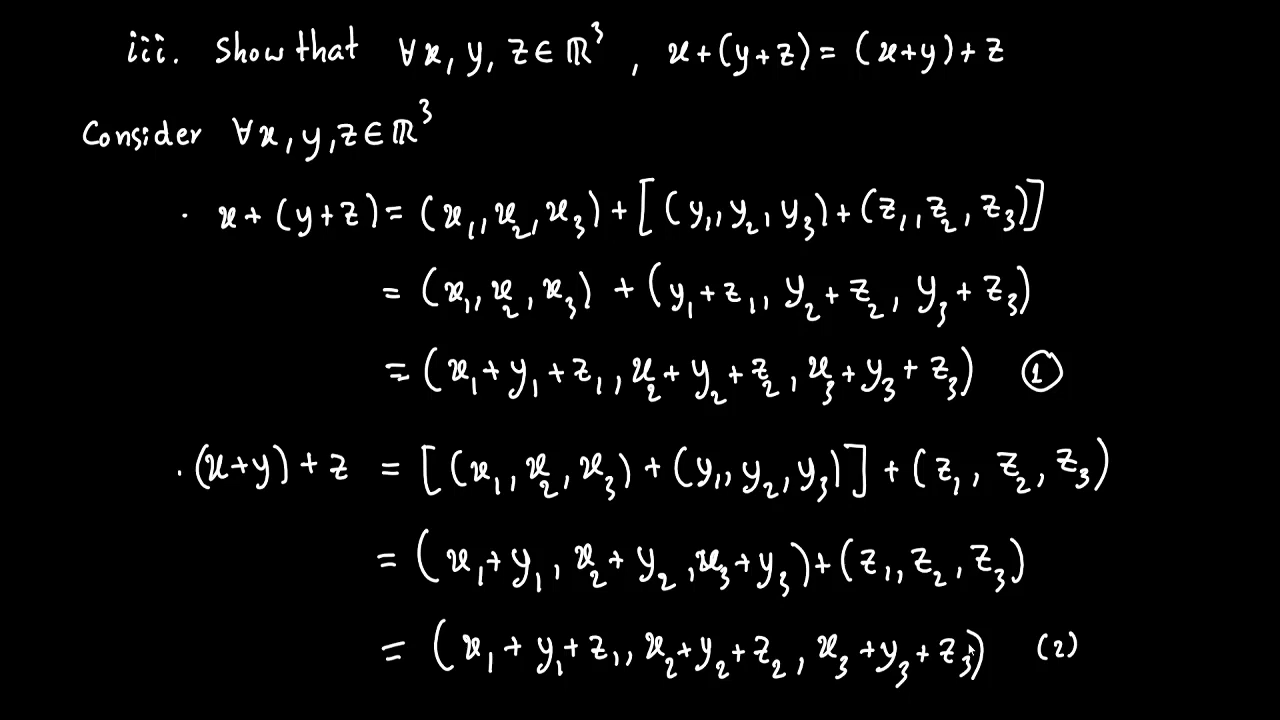 iii. Show that ∀x, y, z ∈ ℝ³, x+(y+z) = (x+y)+z
Consider ∀x, y, z ∈ ℝ³
· x+(y+z) = (x₁, x₂, x₃) + [(y₁, y₂, y₃) + (z₁, z₂, z₃)]
= (x₁, x₂, x₃) + (y₁+z₁, y₂+z₂, y₃+z₃)
= (x₁+y₁+z₁, x₂+y₂+z₂, x₃+y₃+z₃) ①
· (x+y)+z = [(x₁, x₂, x₃) + (y₁, y₂, y₃)] + (z₁, z₂, z₃)
= (x₁+y₁, x₂+y₂, x₃+y₃) + (z₁, z₂, z₃)
= (x₁+y₁+z₁, x₂+y₂+z₂, x₃+y₃+z₃) (2)